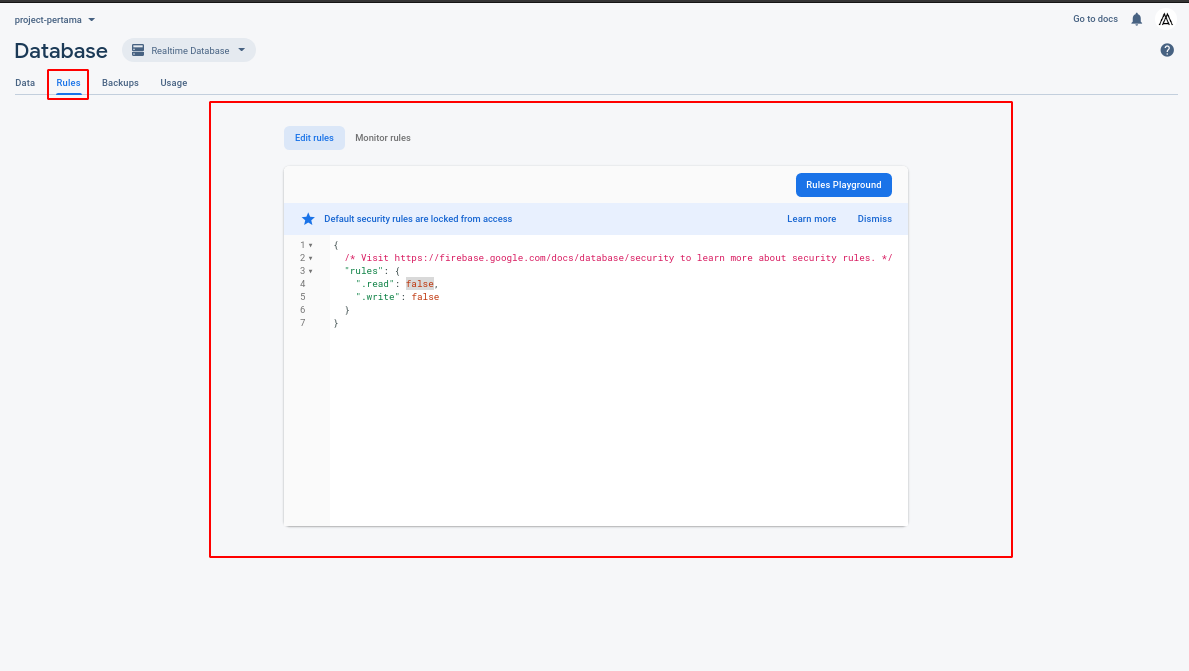 project-pertama
Go to docs
Database
Realtime Database
?
Data Rules Backups Usage
Edit rules Monitor rules
Rules Playground
Default security rules are locked from access Learn more Dismiss
1 {
2 /* Visit https://firebase.google.com/docs/database/security to learn more about security rules. */
3 "rules": {
4 ".read": false,
5 ".write": false
6 }
7 }